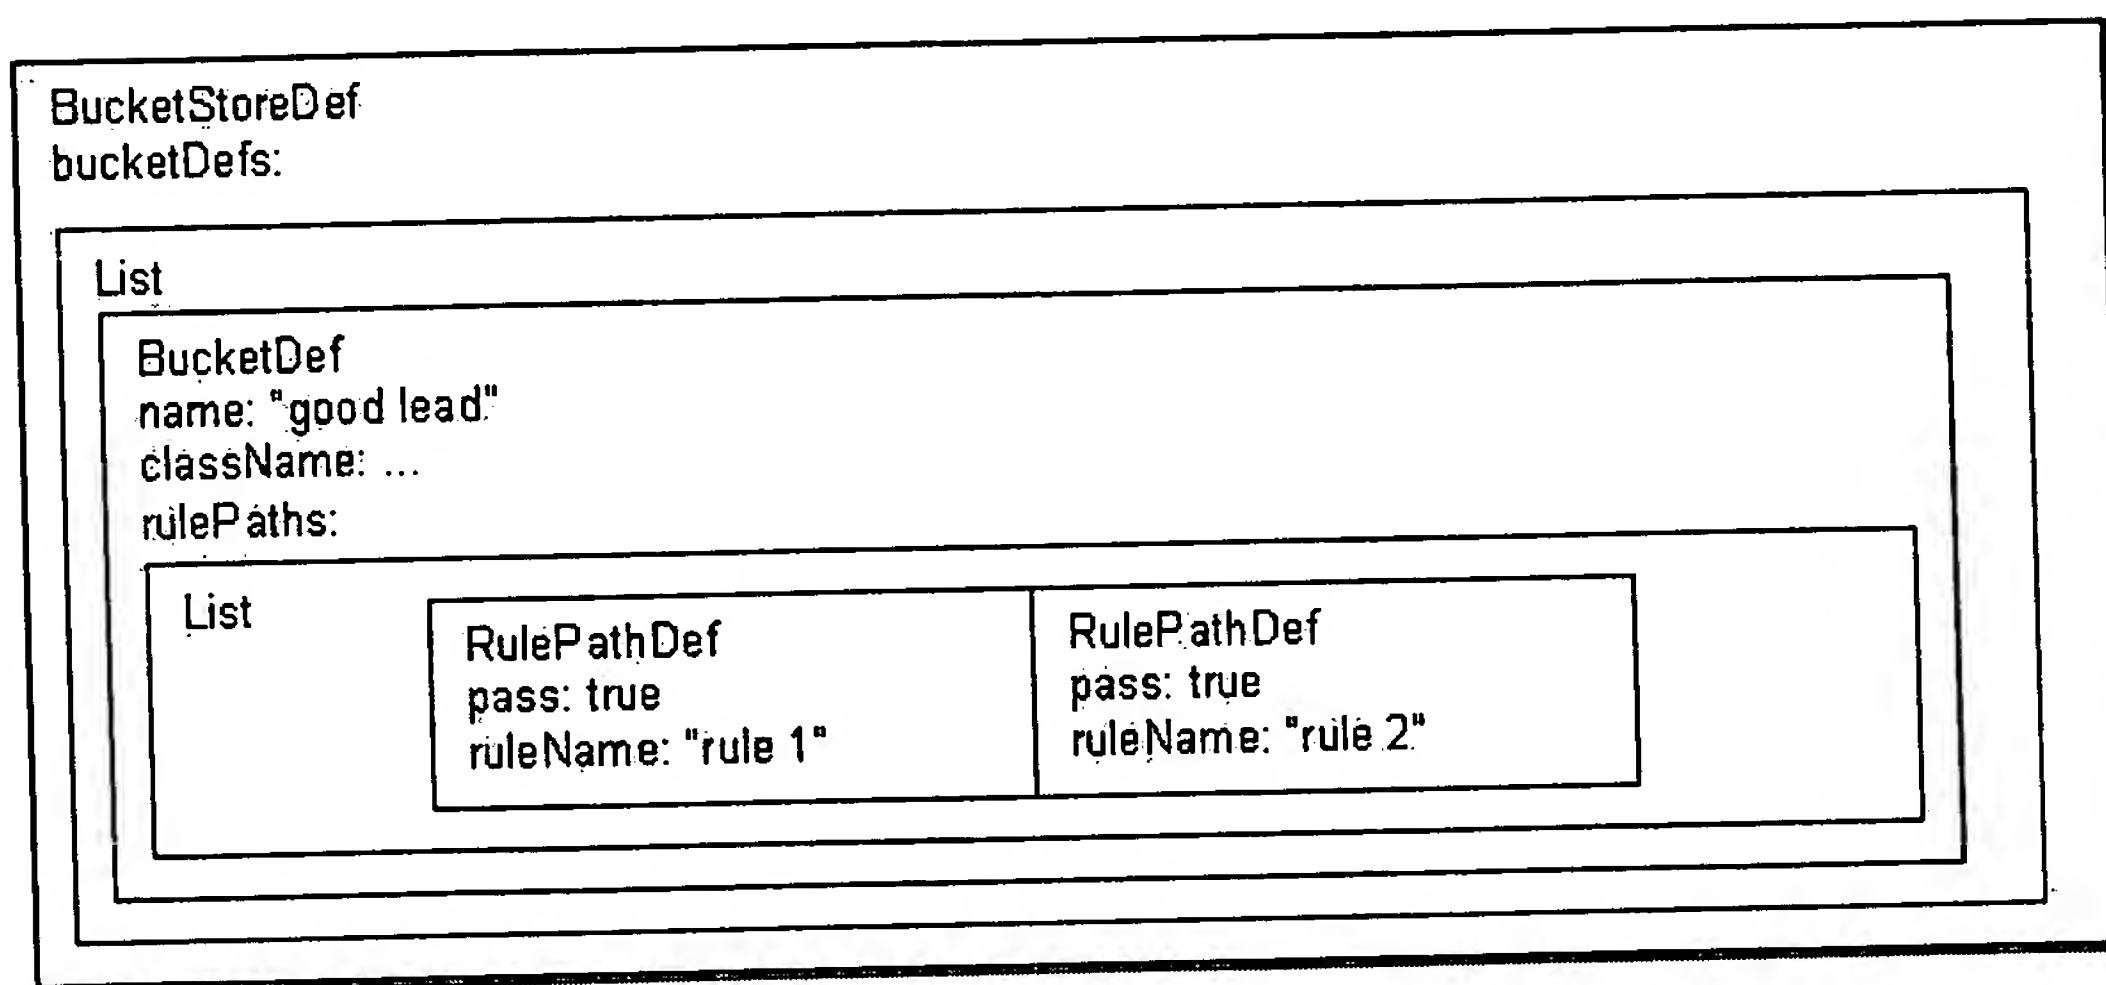 BucketStoreDef
bucketDefs:
List
BucketDef
name: "good lead"
className: ...
rulePaths:
List
RulePathDef
pass: true
ruleName: "rule 1"
RulePathDef
pass: true
ruleName: "rule 2"